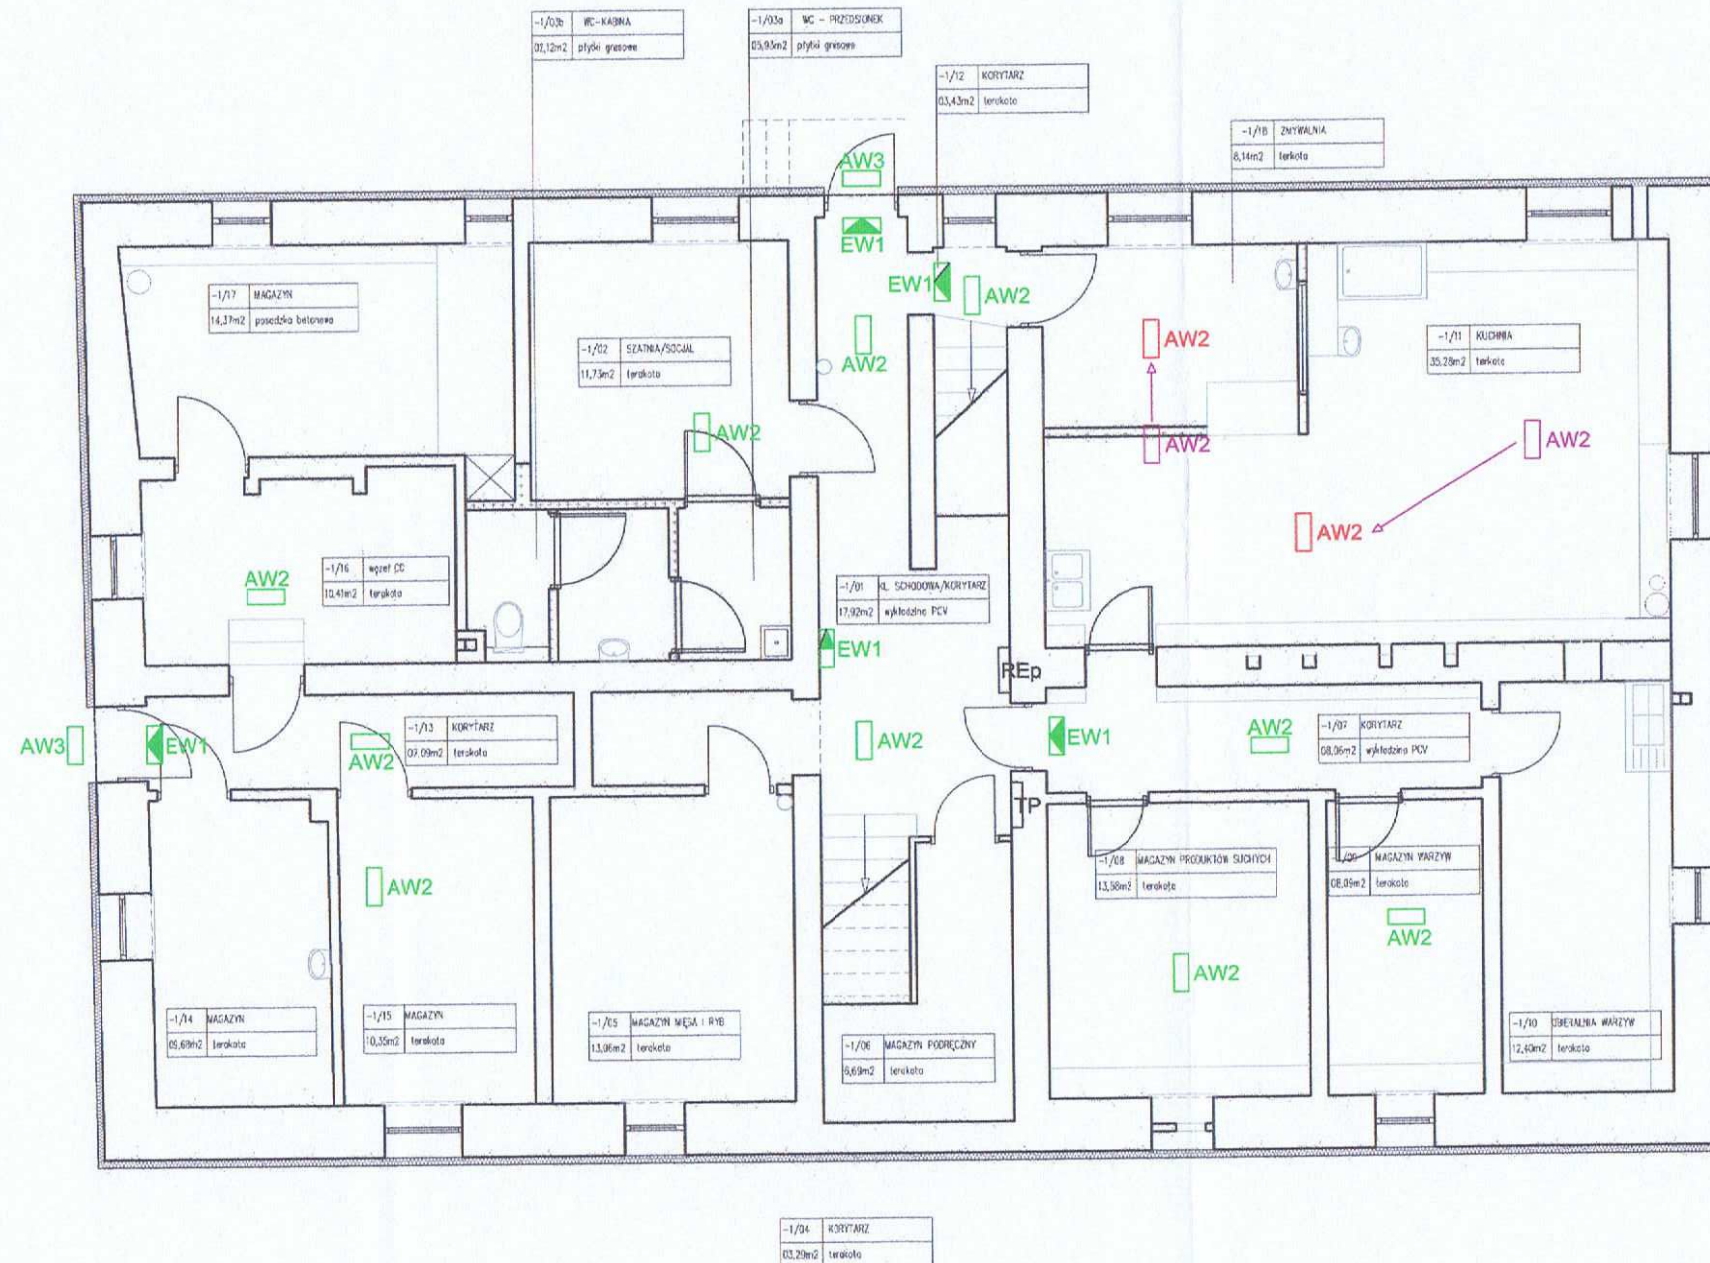 -1/03b WC-KABINA
płytki gresowe
-1/03a WC - PRZEDSIONEK
05,93m2 płytki gresowe
-1/12 KORYTARZ
03,43m2 terakota
-1/18 ZMYWALNIA
8,14m2 terkota
AW3
EW1
EW1
AW2
AW2
-1/17 MAGAZYN
14,37m2 posadzka betonowa
-1/02 SZATNIA/SOCJAL
11,73m2 terakota
AW2
AW2
-1/11 KUCHNIA
35,28m2 terkota
AW2
AW2
AW2
AW2
-1/16 węzeł CO
10,41m2 terakota
AW2
-1/01 KL. SCHODOWA/KORYTARZ
17,92m2 wykładzina PCV
EW1
REp
AW3
EW1
-1/13 KORYTARZ
terakota
AW2
AW2
EW1
AW2
-1/07 KORYTARZ
08,06m2 wykładzina PCV
TP
AW2
-1/08 MAGAZYN PRODUKTÓW SUCHYCH
13,58m2 terakota
MAGAZYN WARZYW
08,09m2 terakota
AW2
AW2
-1/14 MAGAZYN
09,68m2 terakota
-1/15 MAGAZYN
10,35m2 terakota
-1/05 MAGAZYN MIĘSA I RYB
13,06m2 terakota
-1/06 MAGAZYN PODRĘCZNY
6,69m2 terakota
-1/10 OBIERALNIA WARZYW
12,40m2 terakota
-1/04 KORYTARZ
03,29m2 terakota